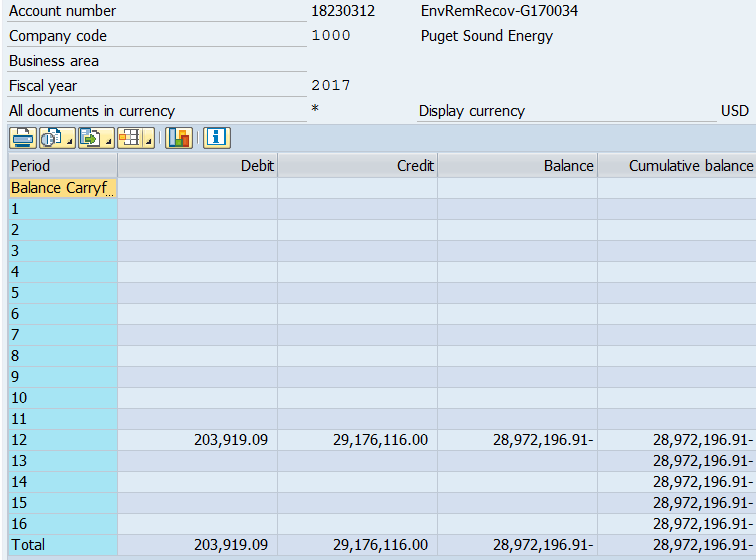 Account number 18230312 EnvRemRecov-G170034
Company code 1000 Puget Sound Energy
Business area
Fiscal year 2017
All documents in currency * Display currency USD
Period Debit Credit Balance Cumulative balance
Balance Carryf...
1
2
3
4
5
6
7
8
9
10
11
12 203,919.09 29,176,116.00 28,972,196.91- 28,972,196.91-
13 28,972,196.91-
14 28,972,196.91-
15 28,972,196.91-
16 28,972,196.91-
Total 203,919.09 29,176,116.00 28,972,196.91- 28,972,196.91-